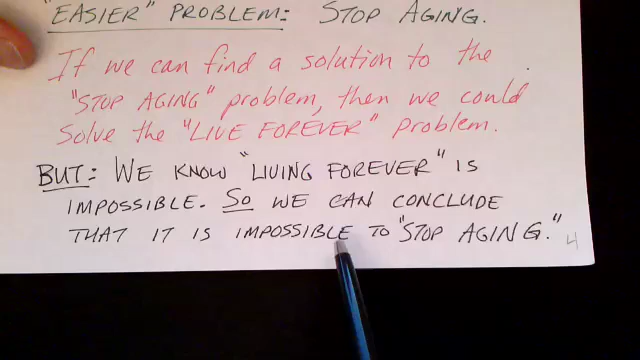 "EASIER" PROBLEM: STOP AGING.
If we can find a solution to the
"STOP AGING" problem, then we could
solve the "LIVE FOREVER" problem.
BUT: WE KNOW "LIVING FOREVER" IS
IMPOSSIBLE. SO WE CAN CONCLUDE
THAT IT IS IMPOSSIBLE TO "STOP AGING."
4